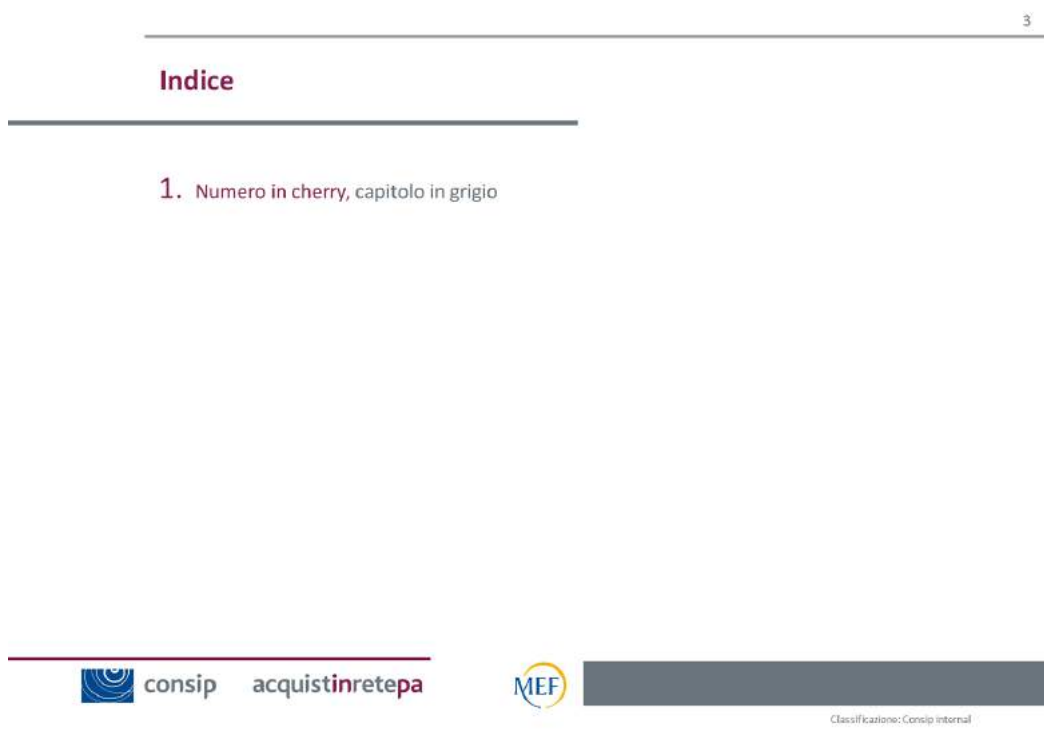 3
Indice
1. Numero in cherry, capitolo in grigio
consip acquistinretepa MEF
Classificazione: Consip internal